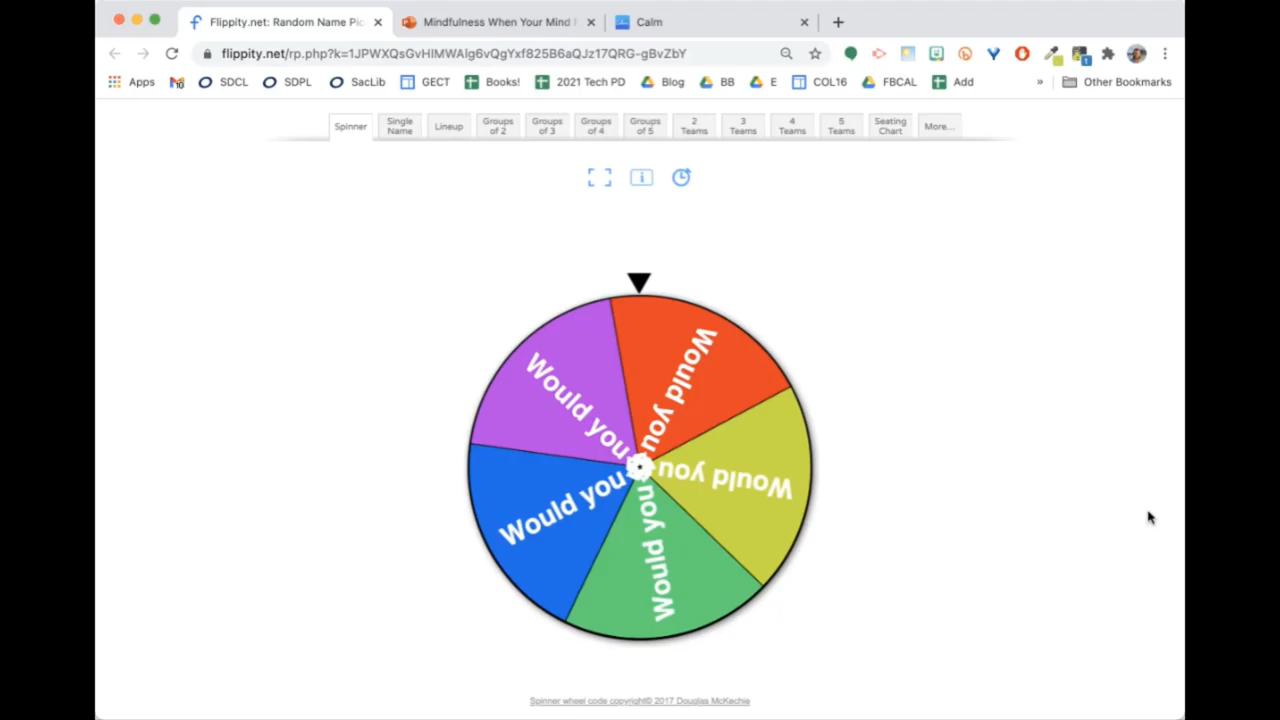 Flippity.net: Random Name Pic
Mindfulness When Your Mind
Calm
flippity.net/rp.php?k=1JPWXQsGvHIMWAlg6vQgYxf825B6aQJz17QRG-gBvZbY
Apps
SDCL
SDPL
SacLib
GECT
Books!
2021 Tech PD
Blog
BB
E
COL16
FBCAL
Add
»
Other Bookmarks
Spinner
Single
Name
Lineup
Groups
of 2
Groups
of 3
Groups
of 4
Groups
of 5
2
Teams
3
Teams
4
Teams
5
Teams
Seating
Chart
More...
Would you
Would you
Would you
Would you
Would you
Spinner wheel code copyright© 2017 Douglas McKechie